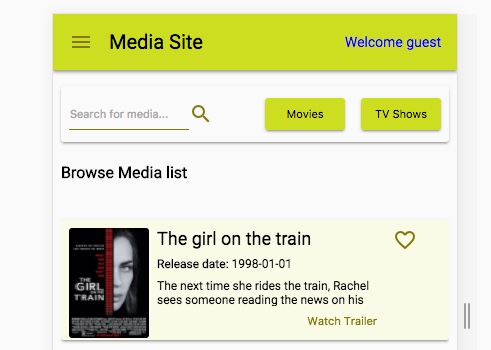 Media Site
Welcome guest
Search for media...
Movies
TV Shows
Browse Media list
The girl on the train
Release date: 1998-01-01
The next time she rides the train, Rachel
sees someone reading the news on his
Watch Trailer
THE
GIRL
ON THE
TRAIN